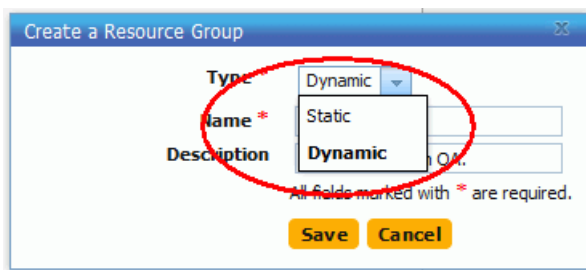 Create a Resource Group
Type * Dynamic
Static
Name *
Dynamic
Description QA.
All fields marked with * are required.
Save Cancel